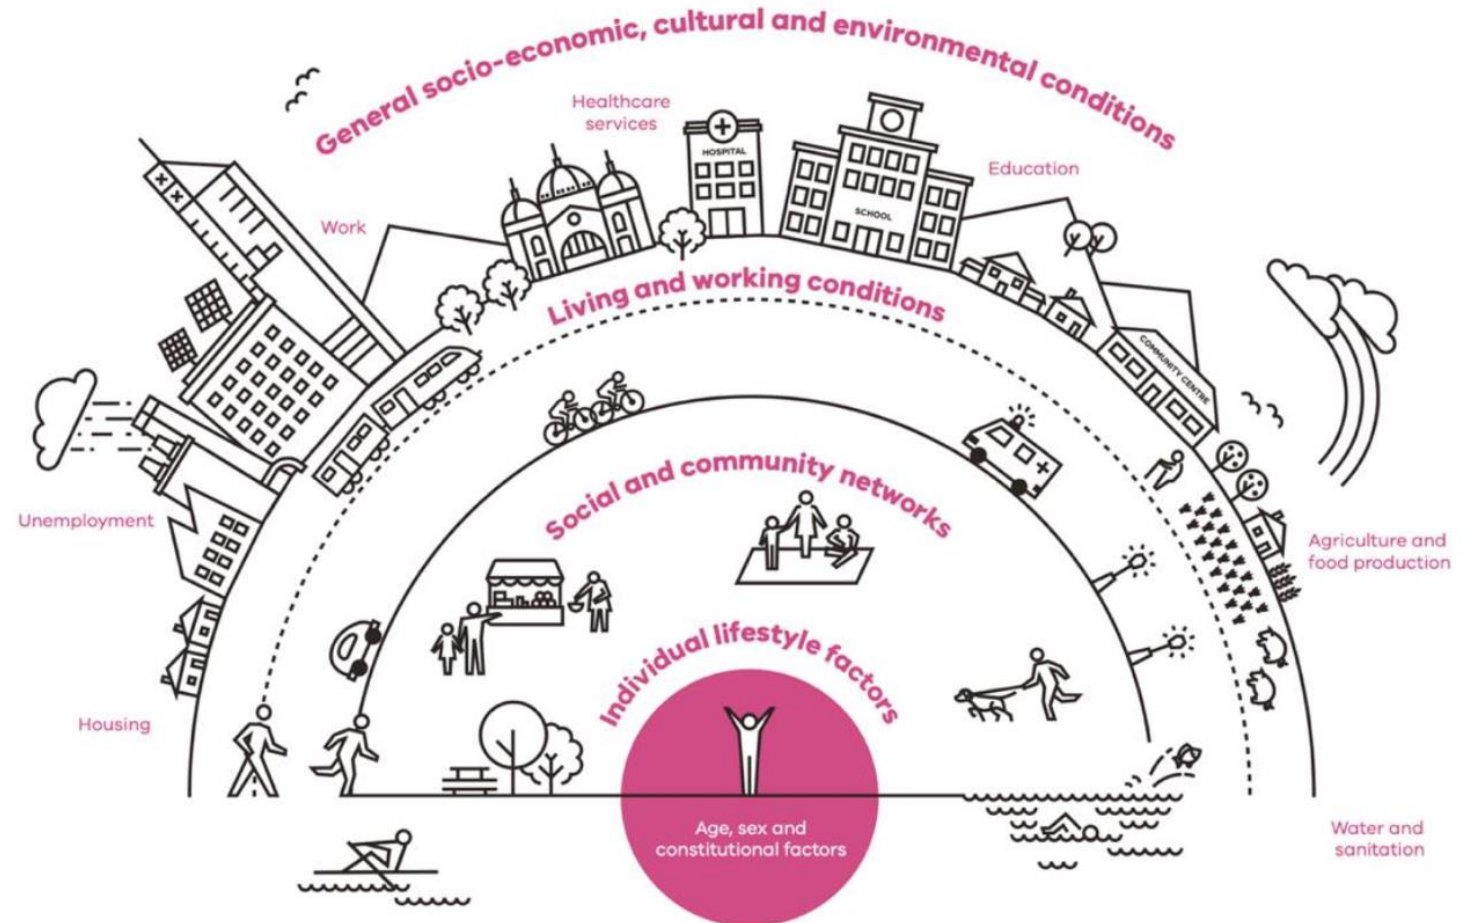 General socio-economic, cultural and environmental conditions
Healthcare
services
HOSPITAL
Education
SCHOOL
Work
Living and working conditions
COMMUNITY CENTRE
Social and community networks
Unemployment
Agriculture and
food production
Individual lifestyle factors
Housing
Age, sex and
constitutional factors
Water and
sanitation